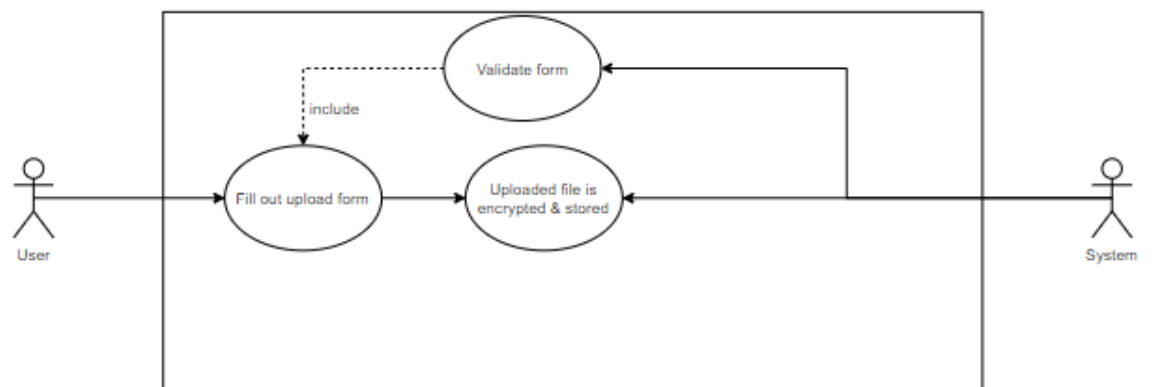 Validate form
include
Fill out upload form
Uploaded file is
encrypted & stored
User
System